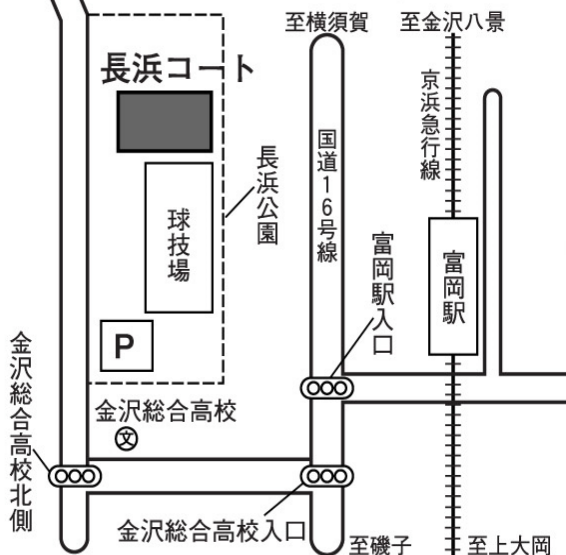 至横須賀
至金沢八景
長浜コート
京浜急行線
国道16号線
長浜公園
球技場
富岡駅入口
富岡駅
P
金沢総合高校北側
金沢総合高校
文
金沢総合高校入口
至磯子
至上大岡